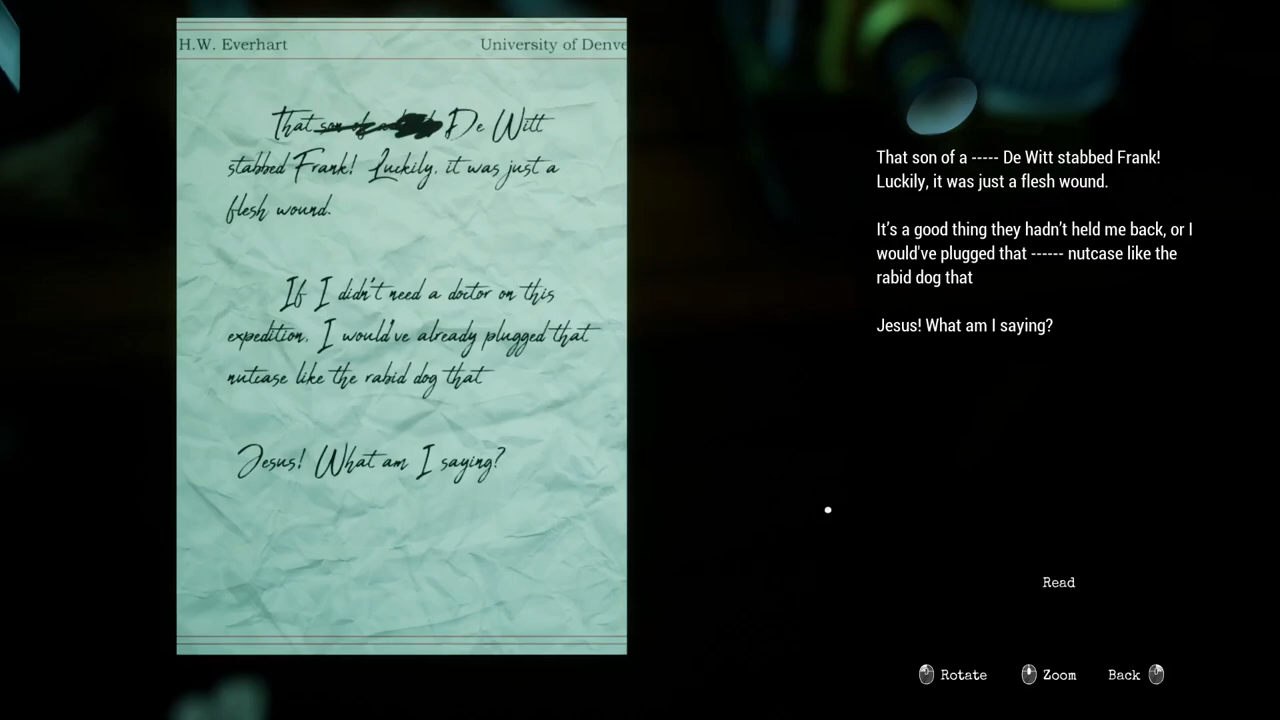 H.W. Everhart
University of Denve
That son of a De Witt
stabbed Frank! Luckily, it was just a
flesh wound.
If I didn't need a doctor on this
expedition, I would've already plugged that
nutcase like the rabid dog that
Jesus! What am I saying?
That son of a ----- De Witt stabbed Frank!
Luckily, it was just a flesh wound.
It's a good thing they hadn't held me back, or I
would've plugged that ------ nutcase like the
rabid dog that
Jesus! What am I saying?
Read
Rotate
Zoom
Back